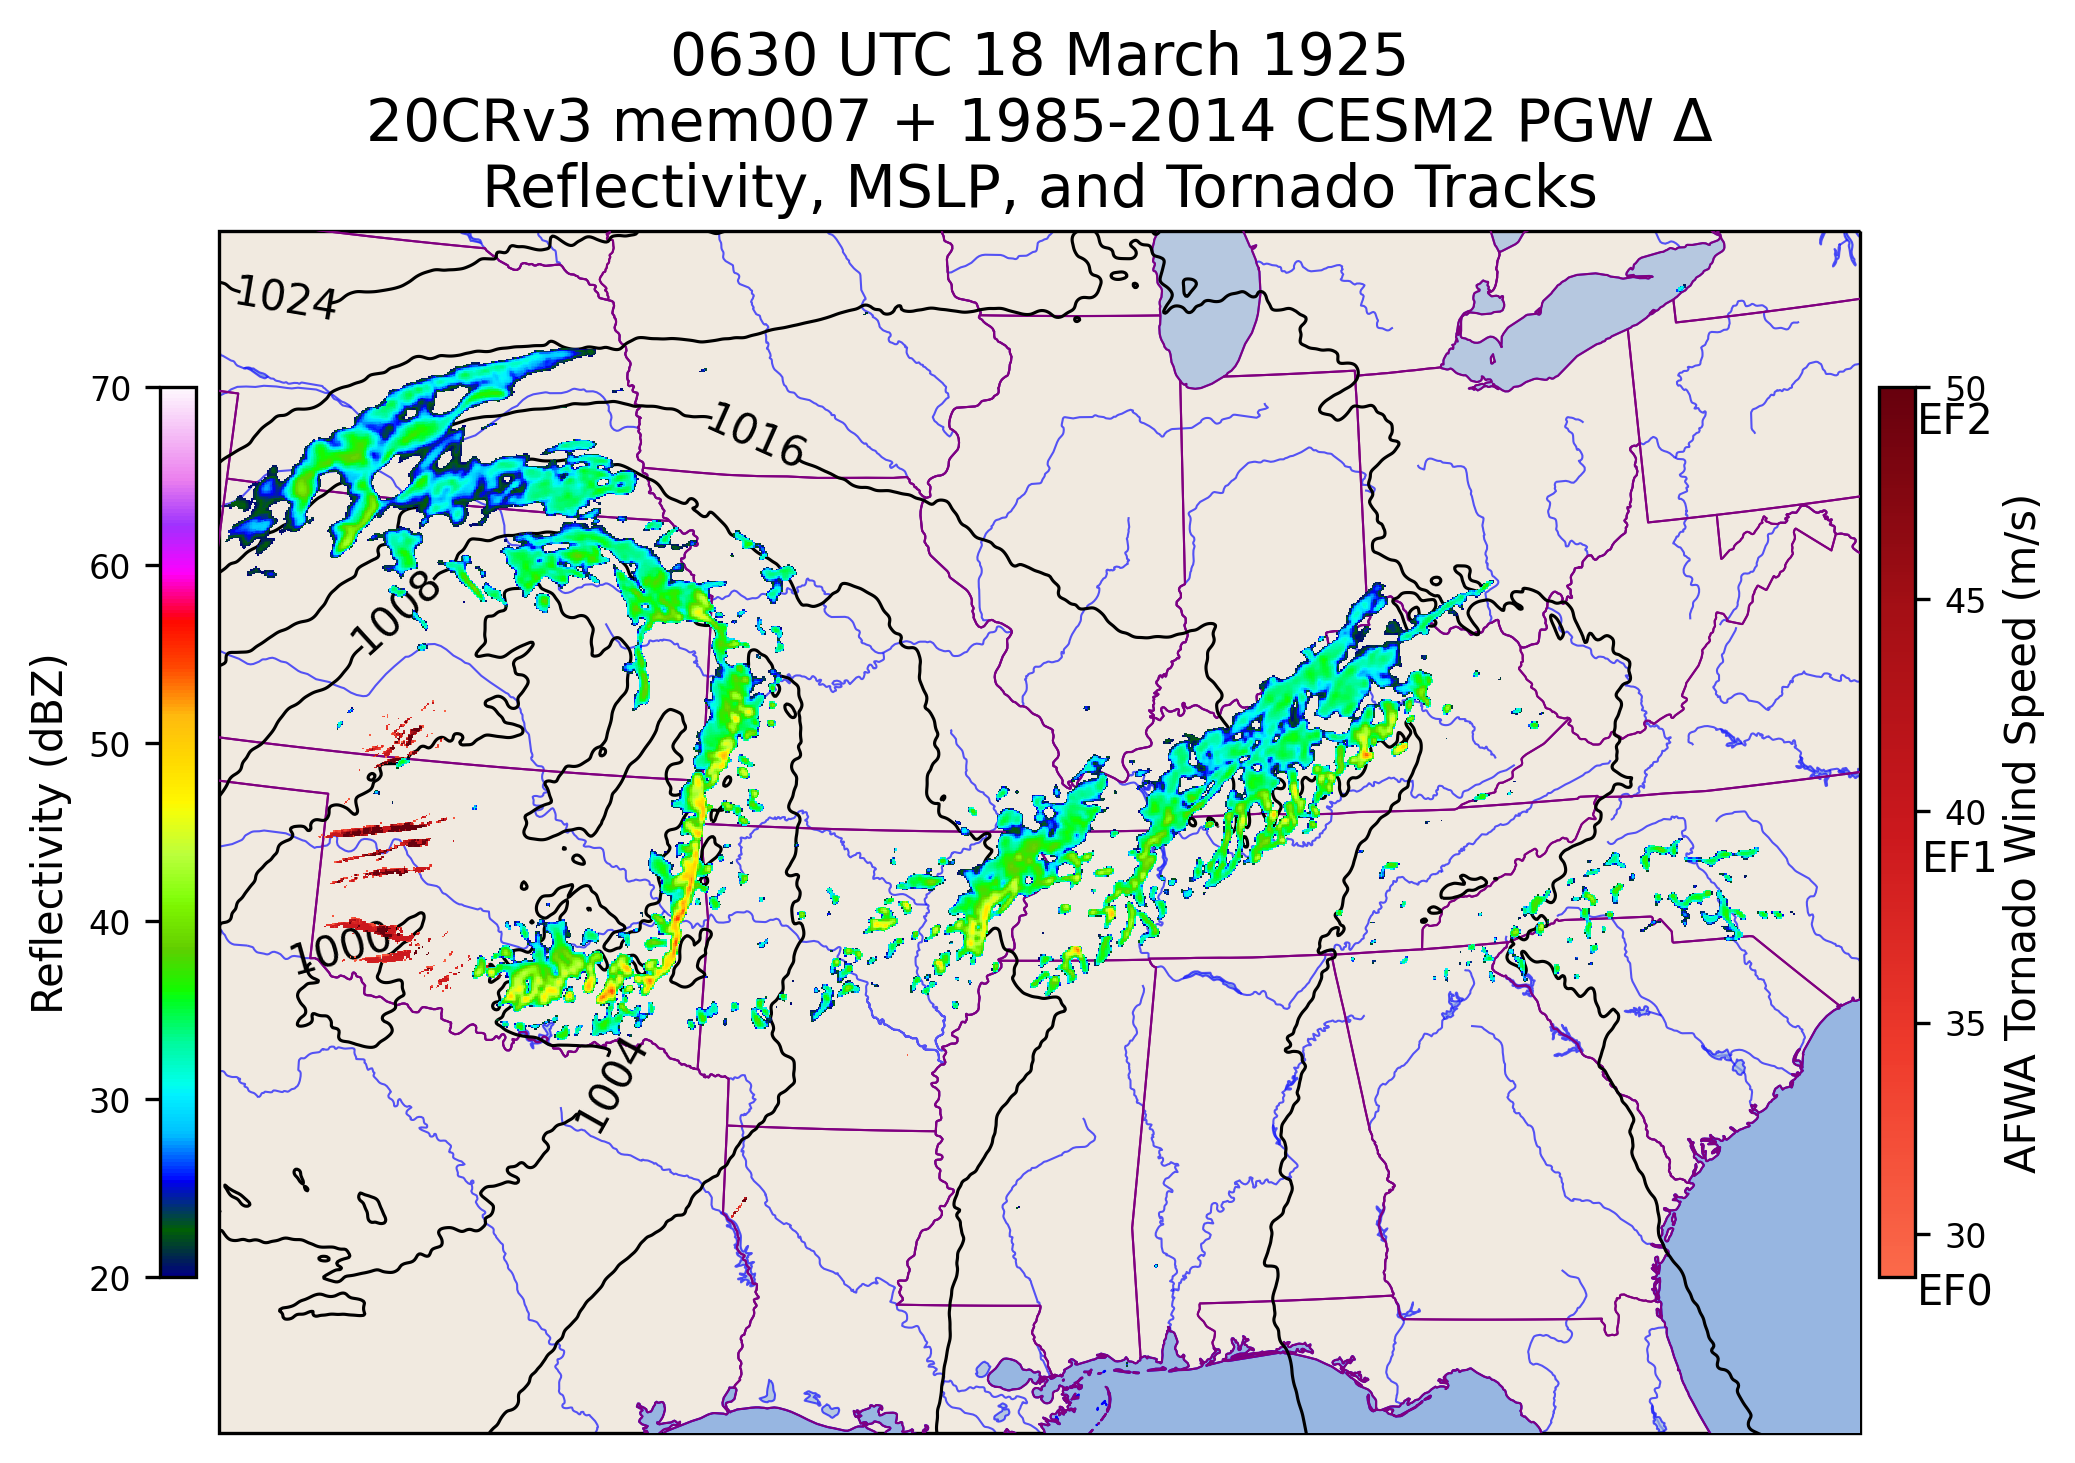 0630 UTC 18 March 1925
20CRv3 mem007 + 1985-2014 CESM2 PGW Δ
Reflectivity, MSLP, and Tornado Tracks
1024
1016
1008
1000
1004
70
60
50
40
30
20
Reflectivity (dBZ)
50
EF2
45
40
EF1
35
30
EF0
AFWA Tornado Wind Speed (m/s)